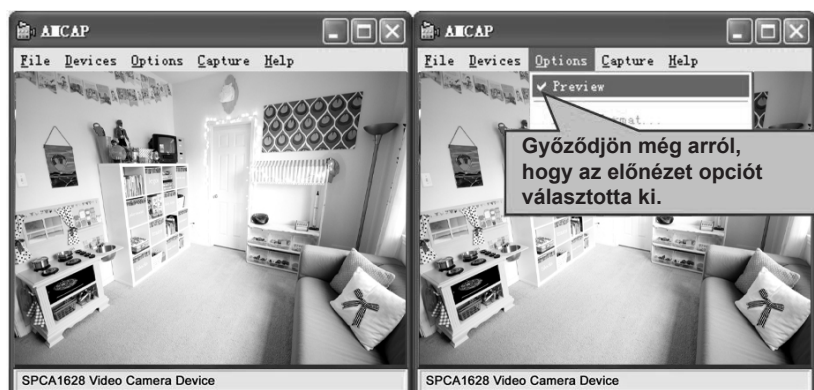 AMCAP
File Devices Options Capture Help
SPCA1628 Video Camera Device
AMCAP
File Devices Options Capture Help
Preview
Győződjön még arról,
hogy az előnézet opciót
választotta ki.
SPCA1628 Video Camera Device